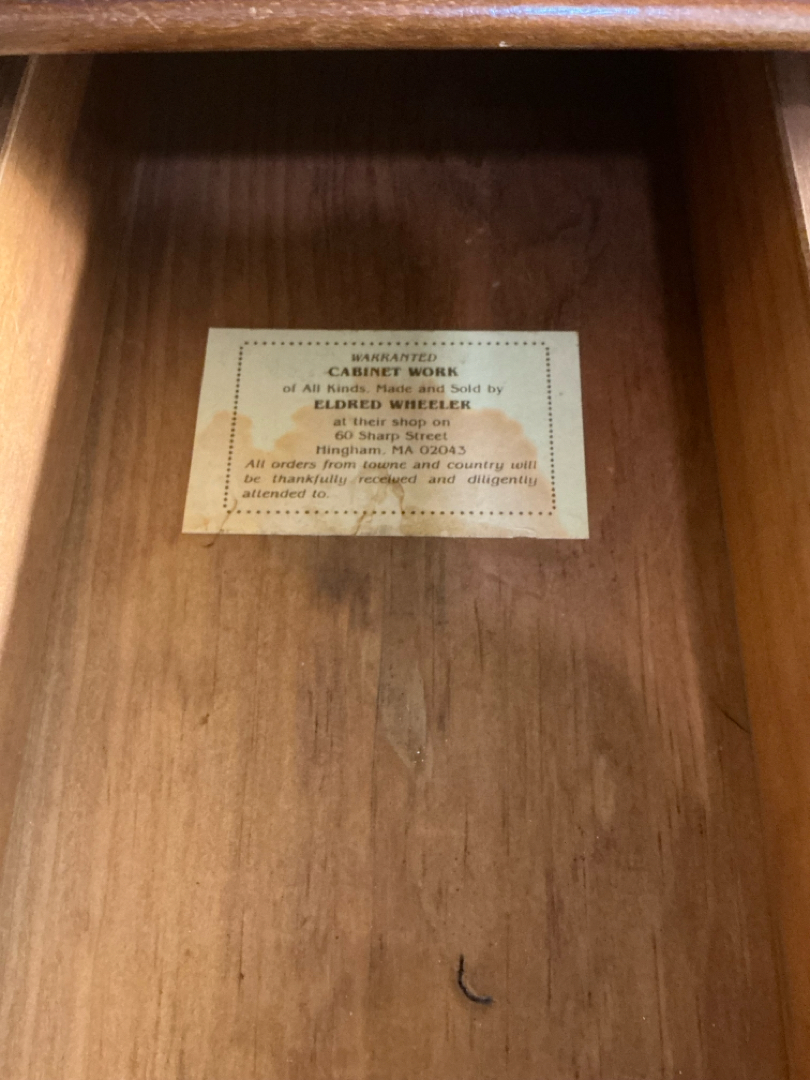 WARRANTED
CABINET WORK
of All Kinds. Made and Sold by
ELDRED WHEELER
at their shop on
60 Sharp Street
Hingham, MA 02043
All orders from towne and country will
be thankfully received and diligently
attended to.